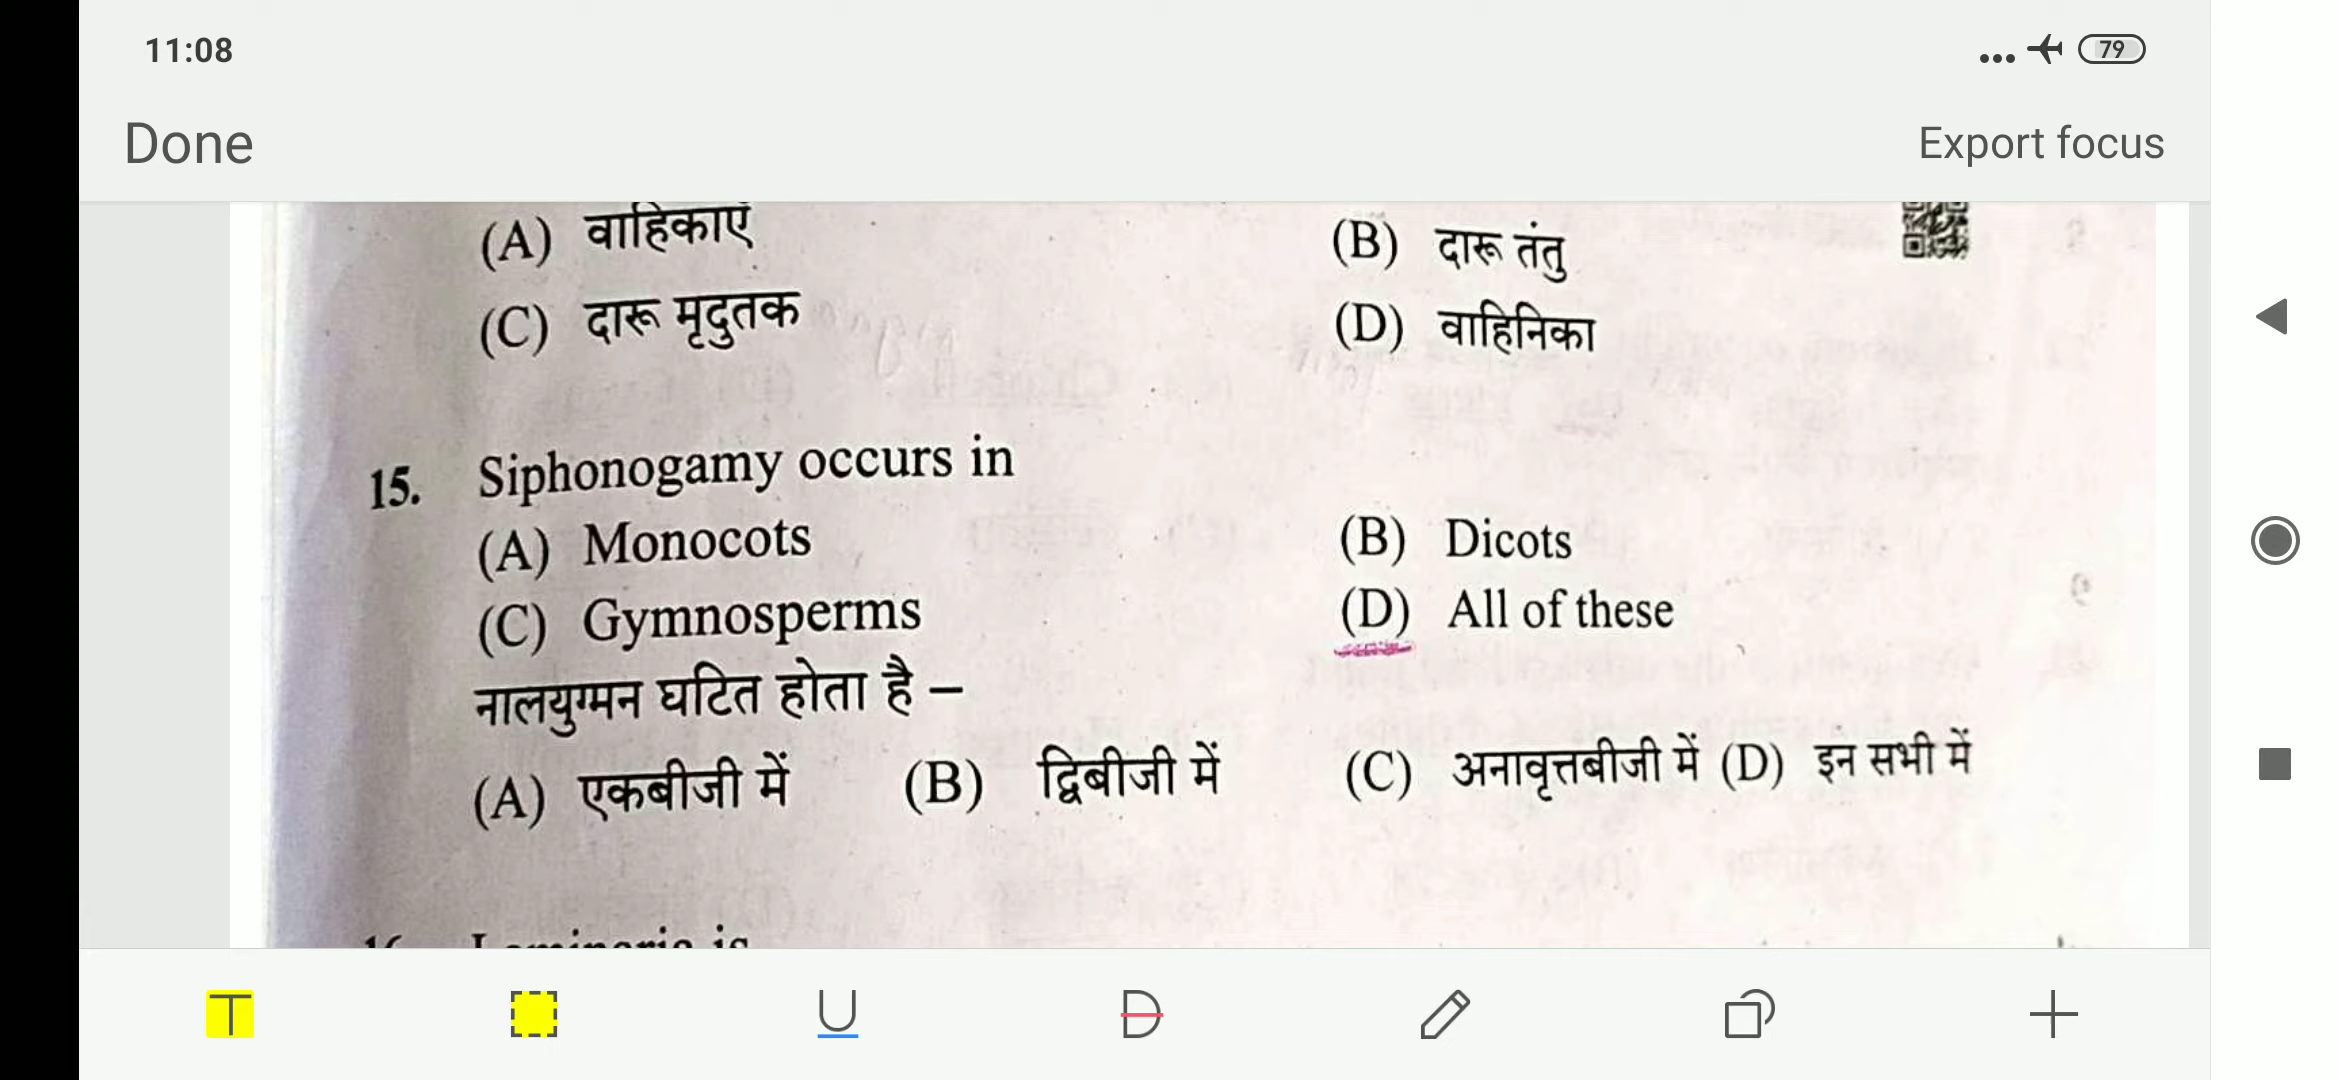 11:08
79
Done
Export focus
(A) वाहिकाएं (B) दारू तंतु
(C) दारू मृदुतक (D) वाहिनिका
15. Siphonogamy occurs in
(A) Monocots (B) Dicots
(C) Gymnosperms (D) All of these
नालयुग्मन घटित होता है –
(A) एकबीजी में (B) द्विबीजी में (C) अनावृत्तबीजी में (D) इन सभी में
is
T
U
D